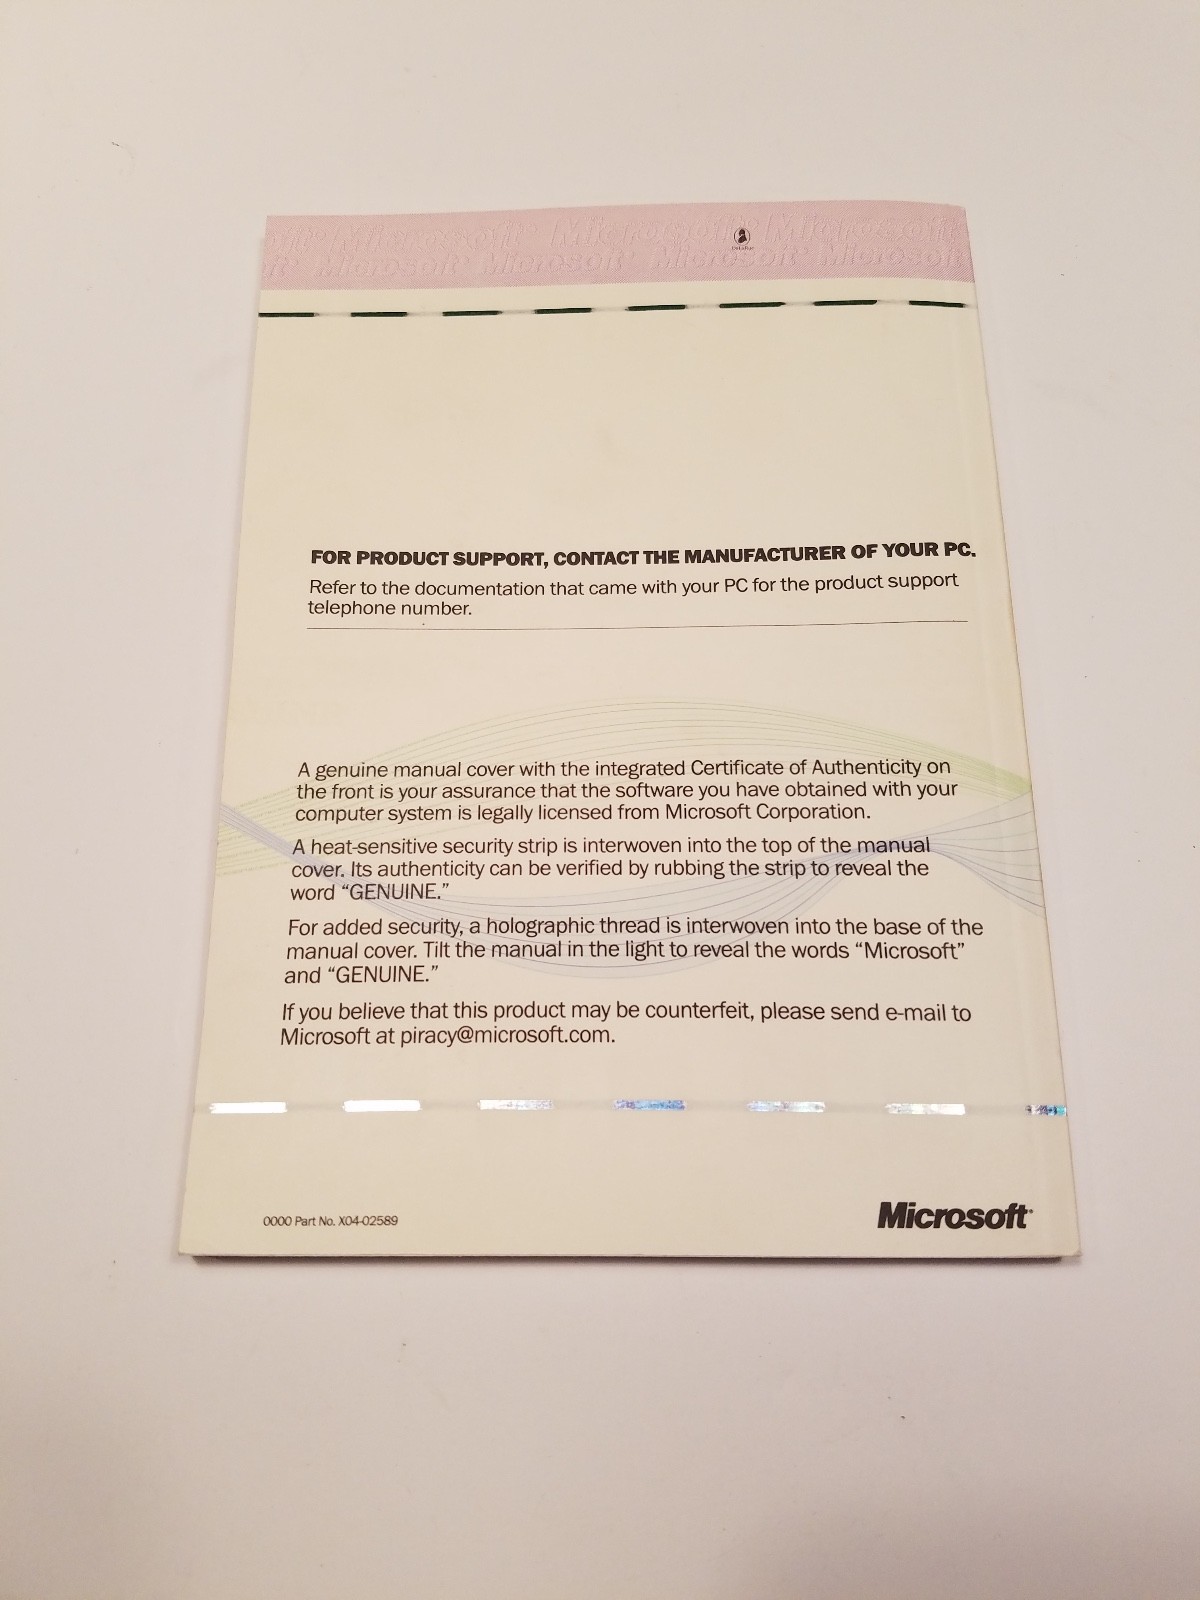 Microsoft® Microsoft® Microsoft
Microsoft® Microsoft® Microsoft® Microsoft
DeLaRue
FOR PRODUCT SUPPORT, CONTACT THE MANUFACTURER OF YOUR PC.
Refer to the documentation that came with your PC for the product support
telephone number.
A genuine manual cover with the integrated Certificate of Authenticity on
the front is your assurance that the software you have obtained with your
computer system is legally licensed from Microsoft Corporation.
A heat-sensitive security strip is interwoven into the top of the manual
cover. Its authenticity can be verified by rubbing the strip to reveal the
word “GENUINE.”
For added security, a holographic thread is interwoven into the base of the
manual cover. Tilt the manual in the light to reveal the words “Microsoft”
and “GENUINE.”
If you believe that this product may be counterfeit, please send e-mail to
Microsoft at piracy@microsoft.com.
0000 Part No. X04-02589
Microsoft®